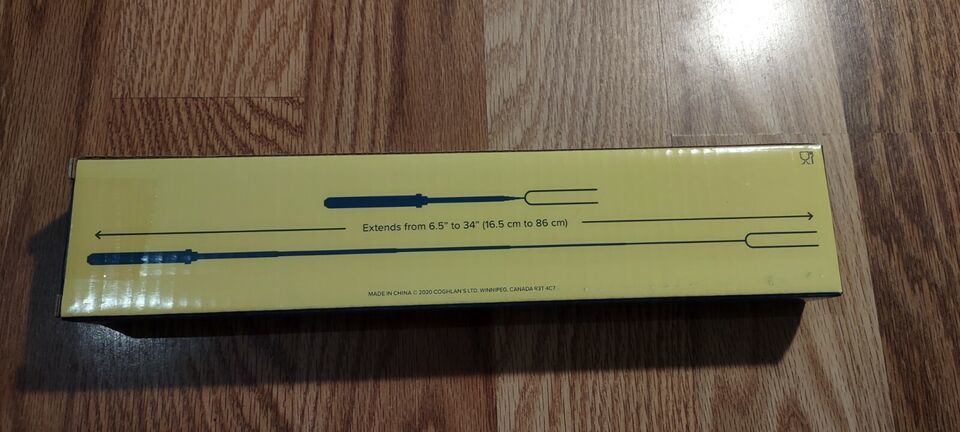 Extends from 6.5" to 34" (16.5 cm to 86 cm)
MADE IN CHINA © 2020 COGHLAN'S LTD. WINNIPEG, CANADA R3T 4C7